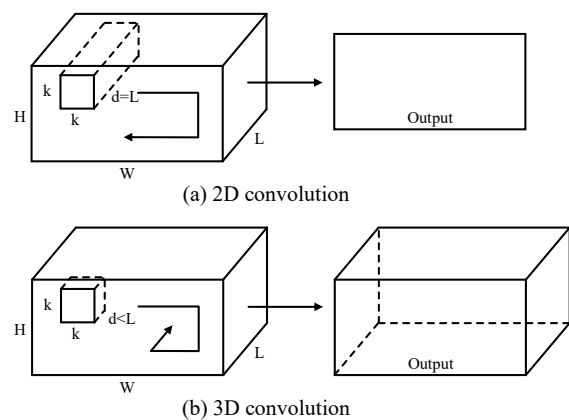 k
k
d=L
H
L
W
Output
(a) 2D convolution
k
k
d<L
H
L
W
Output
(b) 3D convolution